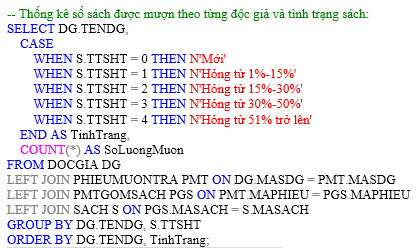 -- Thống kê số sách được mượn theo từng độc giả và tình trạng sách:
SELECT DG.TENDG,
CASE
WHEN S.TTSHT = 0 THEN N'Mới'
WHEN S.TTSHT = 1 THEN N'Hỏng từ 1%-15%'
WHEN S.TTSHT = 2 THEN N'Hỏng từ 15%-30%'
WHEN S.TTSHT = 3 THEN N'Hỏng từ 30%-50%'
WHEN S.TTSHT = 4 THEN N'Hỏng từ 51% trở lên'
END AS TinhTrang,
COUNT(*) AS SoLuongMuon
FROM DOCGIA DG
LEFT JOIN PHIEUMUONTRA PMT ON DG.MASDG = PMT.MASDG
LEFT JOIN PMTGOMSACH PGS ON PMT.MAPHIEU = PGS.MAPHIEU
LEFT JOIN SACH S ON PGS.MASACH = S.MASACH
GROUP BY DG.TENDG, S.TTSHT
ORDER BY DG.TENDG, TinhTrang;